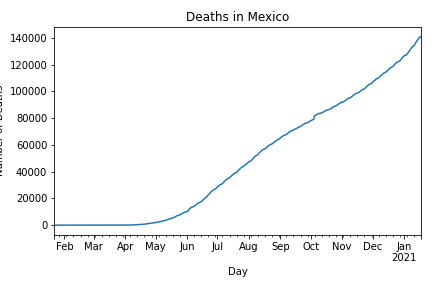 Deaths in Mexico
140000
120000
100000
80000
60000
40000
20000
0
Number of Deaths
Feb Mar Apr May Jun Jul Aug Sep Oct Nov Dec Jan
2021
Day